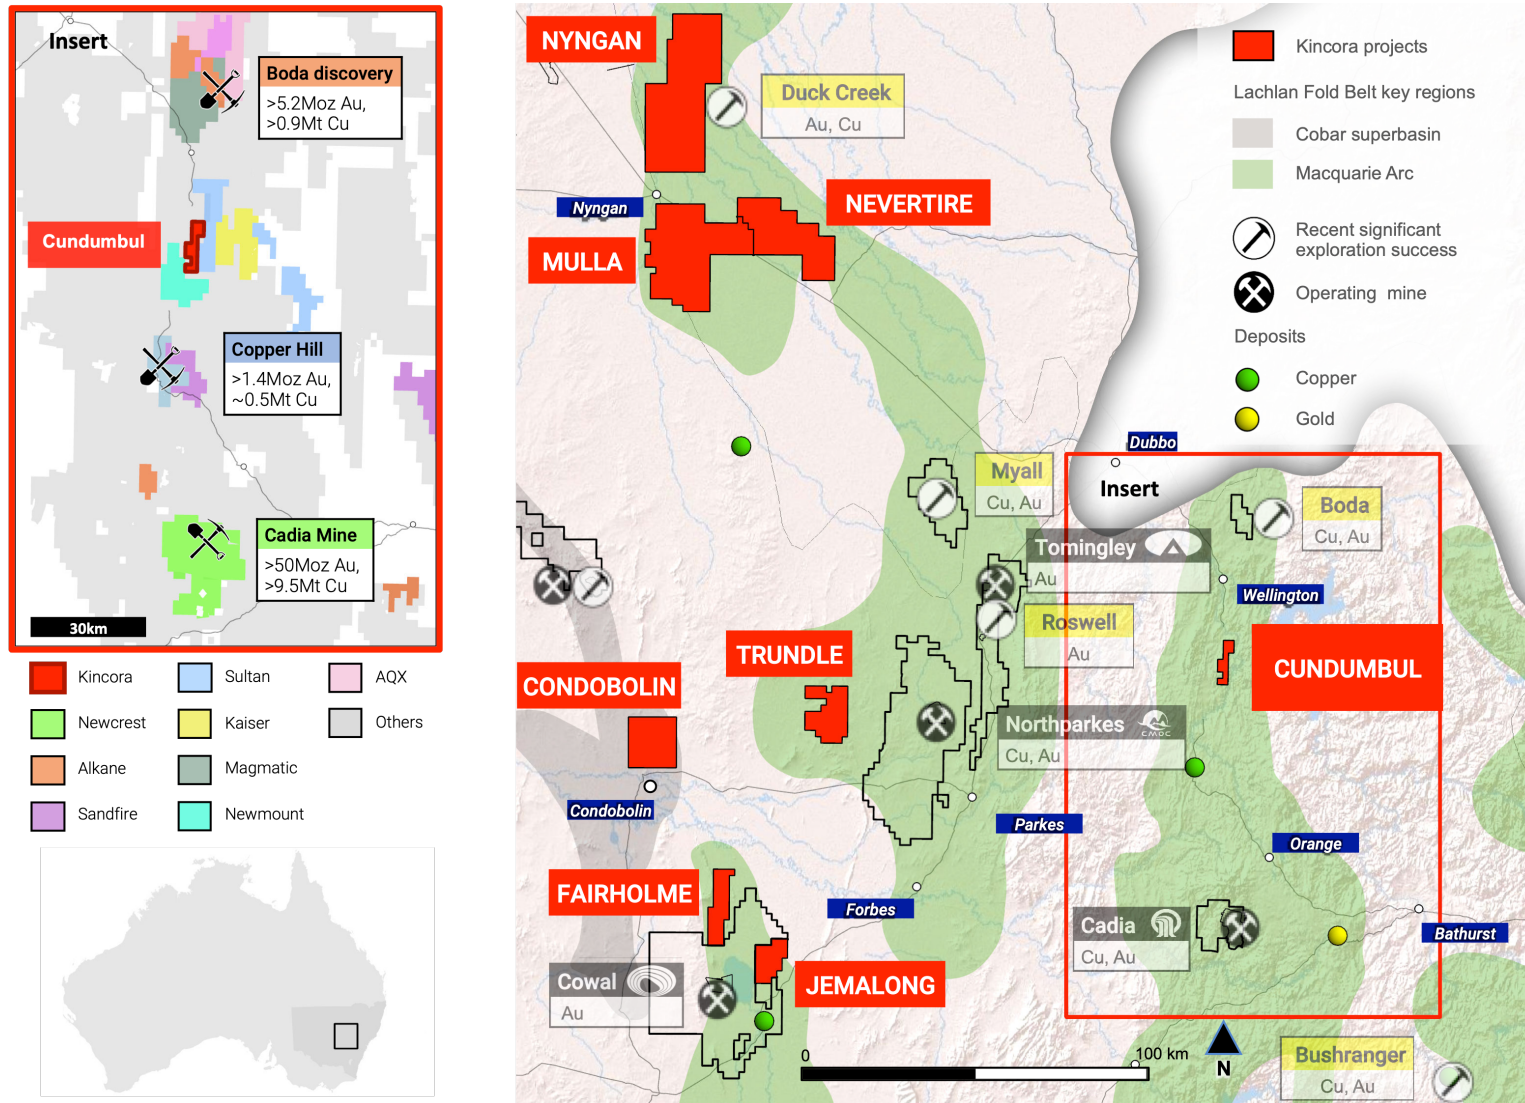 Insert
Boda discovery
>5.2Moz Au,
>0.9Mt Cu
Cundumbul
Copper Hill
>1.4Moz Au,
~0.5Mt Cu
Cadia Mine
>50Moz Au,
>9.5Mt Cu
30km
Kincora
Sultan
AQX
Newcrest
Kaiser
Others
Alkane
Magmatic
Sandfire
Newmount
NYNGAN
Duck Creek
Au, Cu
Nyngan
NEVERTIRE
MULLA
Kincora projects
Lachlan Fold Belt key regions
Cobar superbasin
Macquarie Arc
Recent significant
exploration success
Operating mine
Deposits
Copper
Gold
Dubbo
Insert
Myall
Cu, Au
Boda
Cu, Au
Tomingley
Au
Wellington
Roswell
Au
TRUNDLE
CONDOBOLIN
CUNDUMBUL
Northparkes
CMOC
Cu, Au
Condobolin
Parkes
Orange
FAIRHOLME
Forbes
Cadia
Cu, Au
Bathurst
Cowal
Au
JEMALONG
0
100 km
N
Bushranger
Cu, Au